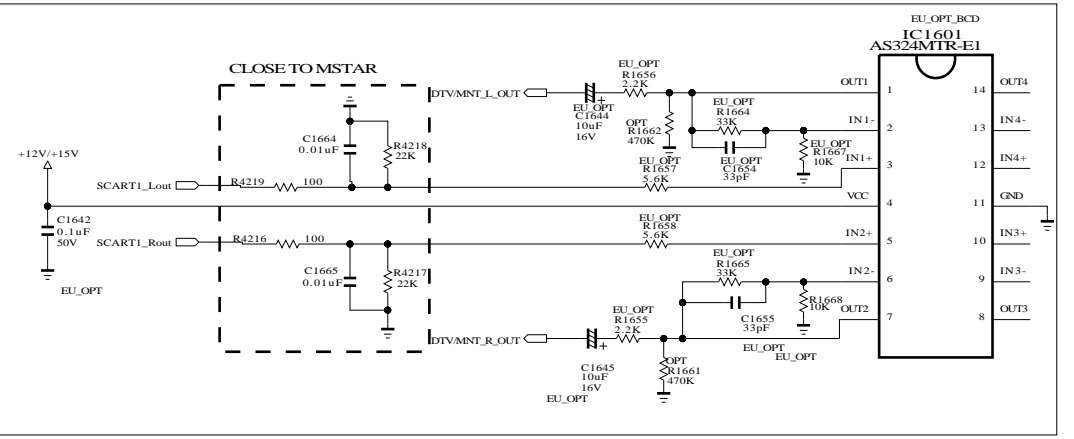 EU_OPT_BCD
IC1601
AS324MTR-E1
CLOSE TO MSTAR
EU_OPT
R1656
2.2K
DTV/MNT_L_OUT
EU_OPT
C1644
10uF
16V
OPT
R1662
470K
EU_OPT
R1664
33K
EU_OPT
C1654
33pF
EU_OPT
R1667
10K
OUT1
1
14
OUT4
IN1-
2
13
IN4-
IN1+
3
12
IN4+
VCC
4
11
GND
IN2+
5
10
IN3+
IN2-
6
9
IN3-
OUT2
7
8
OUT3
C1664
0.01uF
R4218
22K
+12V/+15V
SCART1_Lout
R4219
100
R1657
5.6K
C1642
0.1uF
50V
EU_OPT
SCART1_Rout
R4216
100
EU_OPT
R1658
5.6K
C1665
0.01uF
R4217
22K
EU_OPT
R1665
33K
C1655
33pF
EU_OPT
R1668
10K
EU_OPT
EU_OPT
R1655
2.2K
DTV/MNT_R_OUT
C1645
10uF
16V
EU_OPT
OPT
R1661
470K